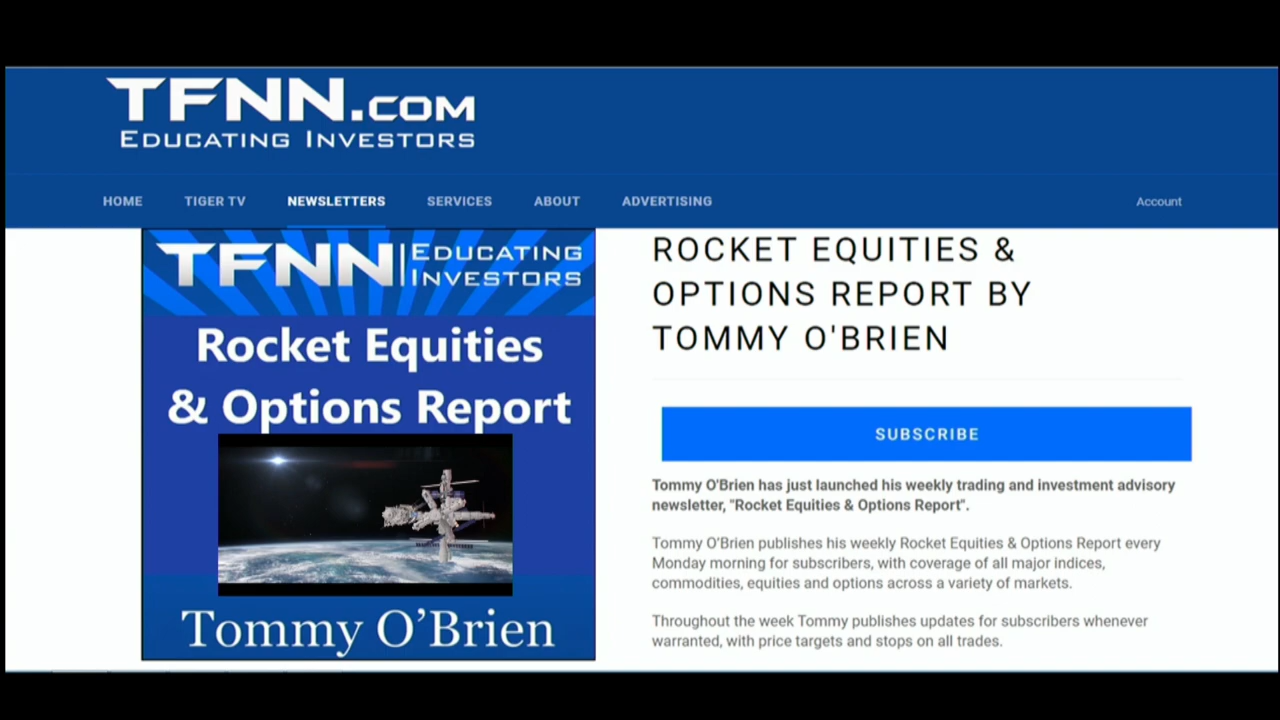 TFNN.COM
EDUCATING INVESTORS
HOME TIGER TV NEWSLETTERS SERVICES ABOUT ADVERTISING Account
TFNN EDUCATING
INVESTORS
Rocket Equities
& Options Report
Tommy O’Brien
ROCKET EQUITIES &
OPTIONS REPORT BY
TOMMY O'BRIEN
SUBSCRIBE
Tommy O'Brien has just launched his weekly trading and investment advisory
newsletter, "Rocket Equities & Options Report".
Tommy O'Brien publishes his weekly Rocket Equities & Options Report every
Monday morning for subscribers, with coverage of all major indices,
commodities, equities and options across a variety of markets.
Throughout the week Tommy publishes updates for subscribers whenever
warranted, with price targets and stops on all trades.